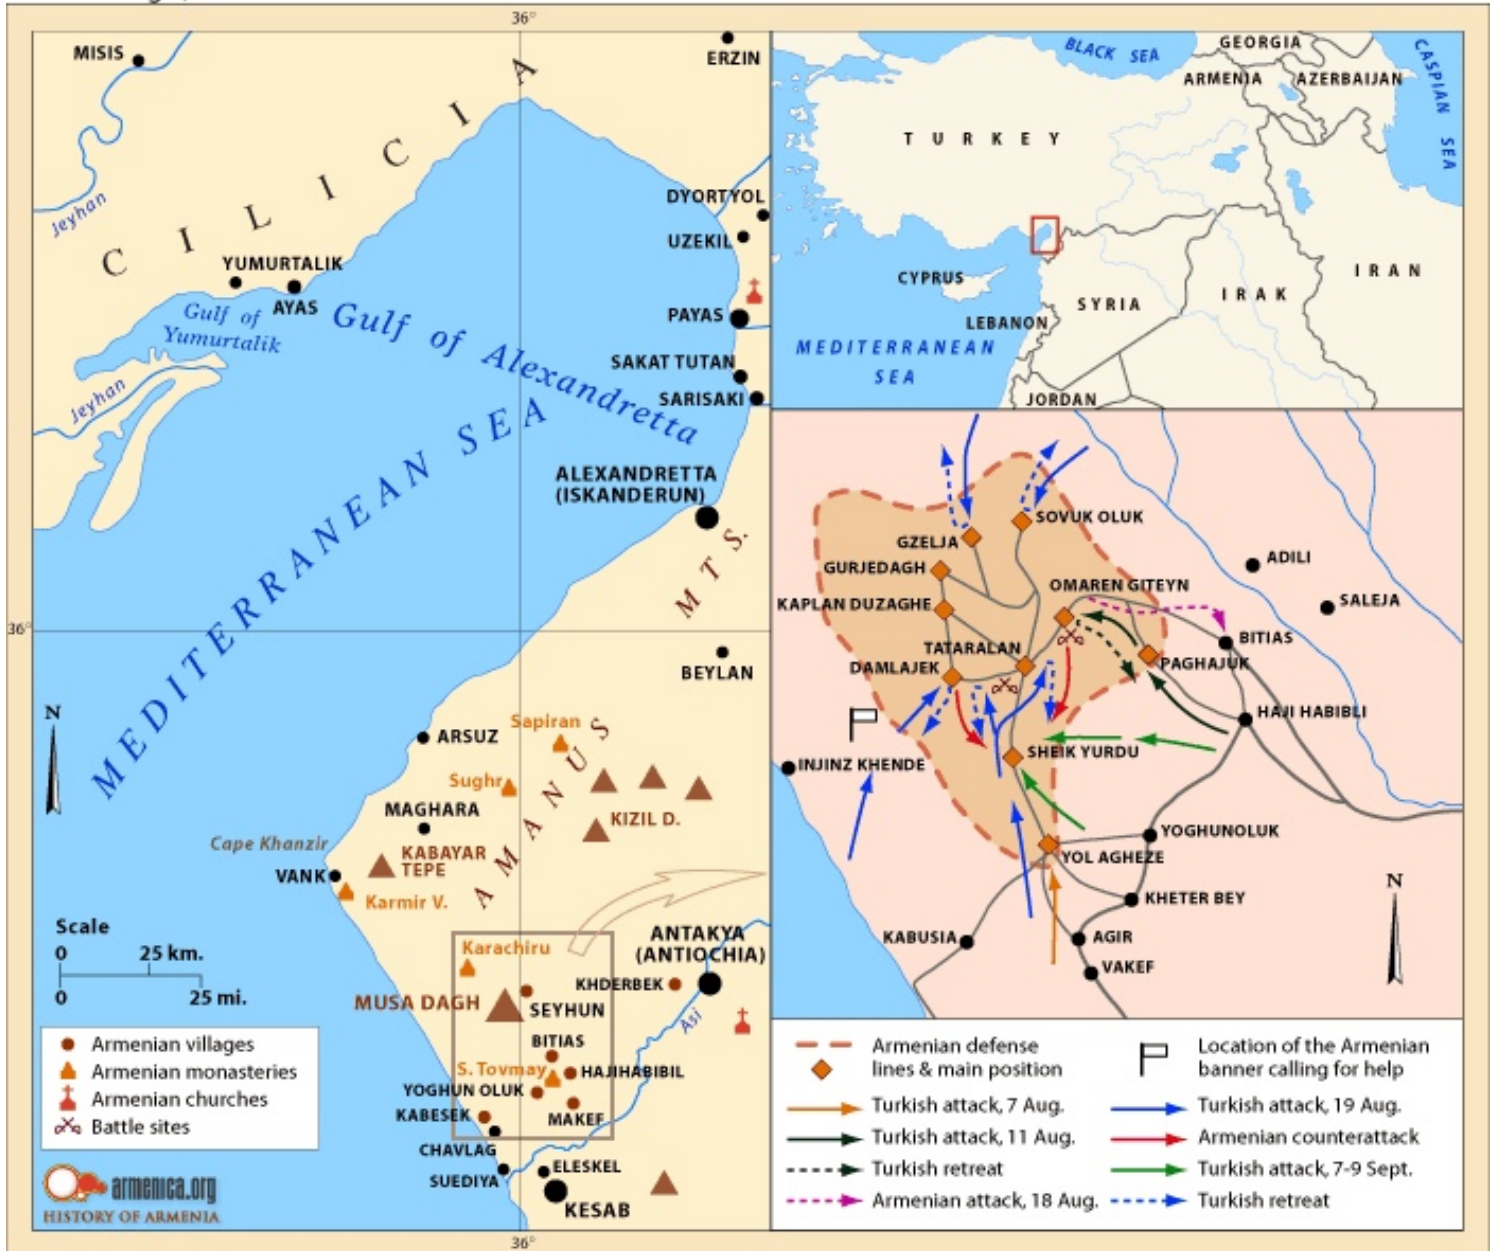 36°
MISIS
ERZIN
Jeyhan
CILICIA
DYORTYOL
UZEKIL
YUMURTALIK
AYAS
Gulf of
Yumurtalik
Gulf of Alexandretta
PAYAS
SAKAT TUTAN
SARISAKI
Jeyhan
MEDITERRANEAN SEA
ALEXANDRETTA
(ISKANDERUN)
AMANUS MTS.
36°
BEYLAN
N
ARSUZ
Sapiran
Sughr
MAGHARA
KIZIL D.
Cape Khanzir
KABAYAR
TEPE
VANK
Karmir V.
Scale
0 25 km.
0 25 mi.
ANTAKYA
(ANTIOCHIA)
Karachiru
KHDERBEK
MUSA DAGH
SEYHUN
Asi
BITIAS
S. Tovmay
HAJIHABIBIL
YOGHUN OLUK
KABESEK
MAKEF
CHAVLAG
SUEDIYA
ELESKEL
KESAB
Armenian villages
Armenian monasteries
Armenian churches
Battle sites
armenica.org
HISTORY OF ARMENIA
36°
BLACK SEA
GEORGIA
ARMENIA
AZERBAIJAN
CASPIAN SEA
TURKEY
CYPRUS
SYRIA
IRAK
IRAN
LEBANON
MEDITERRANEAN
SEA
JORDAN
SOVUK OLUK
GZELJA
GURJEDAGH
ADILI
OMAREN GITEYN
KAPLAN DUZAGHE
SALEJA
BITIAS
TATARALAN
DAMLAJEK
PAGHAJUK
HAJI HABIBLI
SHEIK YURDU
INJINZ KHENDE
YOGHUNOLUK
YOL AGHEZE
N
KHETER BEY
KABUSIA
AGIR
VAKEF
Armenian defense
lines & main position
Location of the Armenian
banner calling for help
Turkish attack, 7 Aug.
Turkish attack, 19 Aug.
Turkish attack, 11 Aug.
Armenian counterattack
Turkish retreat
Turkish attack, 7-9 Sept.
Armenian attack, 18 Aug.
Turkish retreat